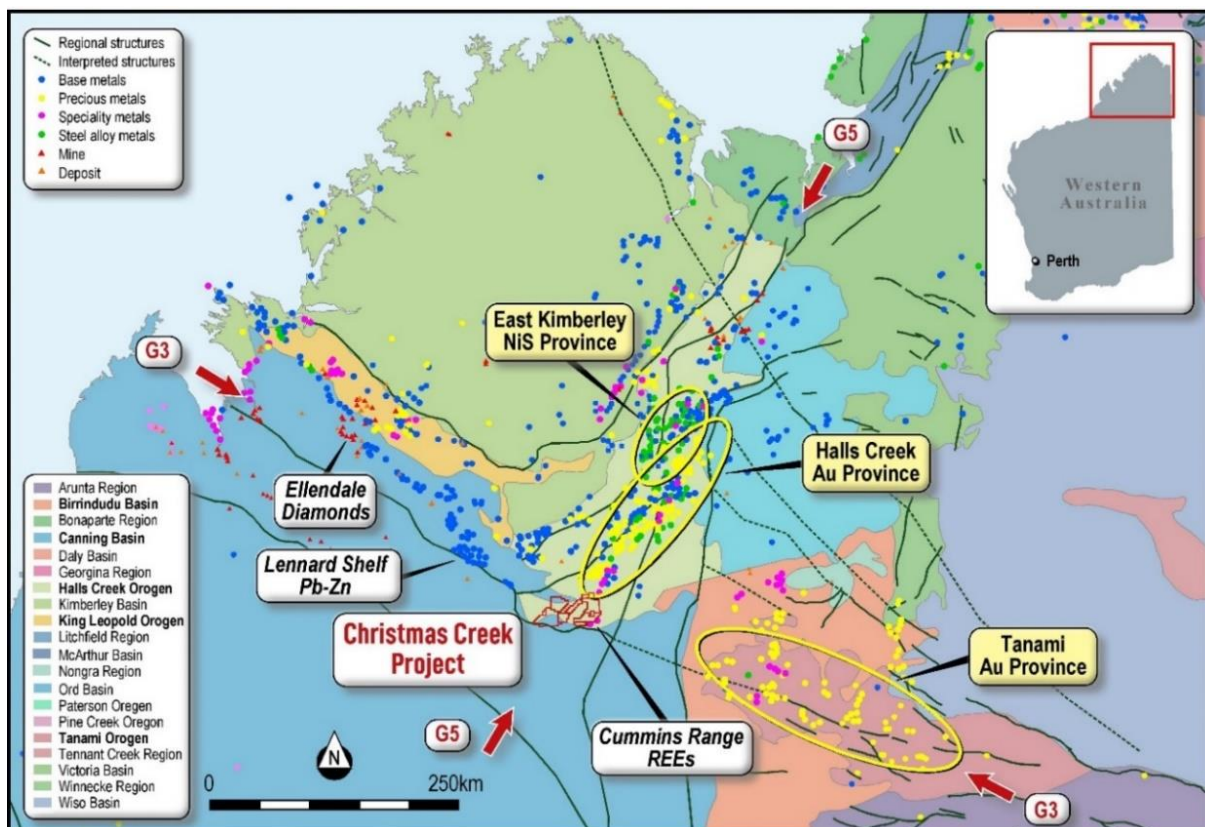 Regional structures
Interpreted structures
Base metals
Precious metals
Speciality metals
Steel alloy metals
Mine
Deposit
G5
Western
Australia
Perth
East Kimberley
NiS Province
G3
Halls Creek
Au Province
Ellendale
Diamonds
Lennard Shelf
Pb-Zn
Christmas Creek
Project
Tanami
Au Province
Cummins Range
REEs
G5
G3
N
0
250km
Arunta Region
Birrindudu Basin
Bonaparte Region
Canning Basin
Daly Basin
Georgina Region
Halls Creek Orogen
Kimberley Basin
King Leopold Orogen
Litchfield Region
McArthur Basin
Nongra Region
Ord Basin
Paterson Oregen
Pine Creek Oregon
Tanami Orogen
Tennant Creek Region
Victoria Basin
Winnecke Region
Wiso Basin